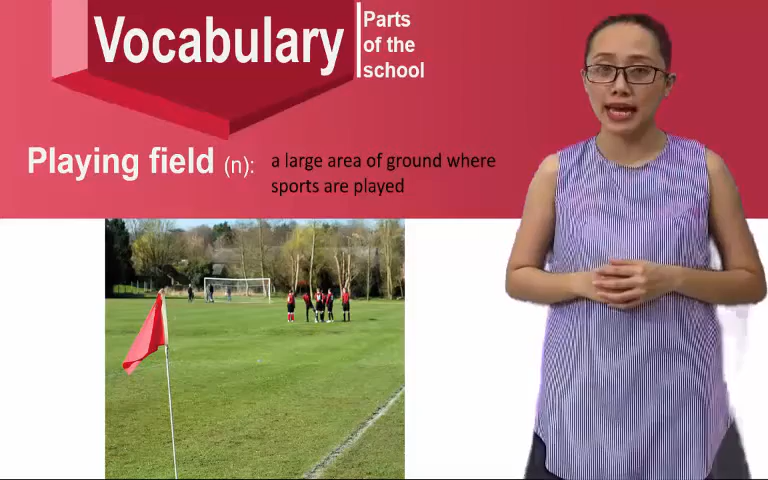 Vocabulary
Parts
of the
school
Playing field (n):
a large area of ground where
sports are played